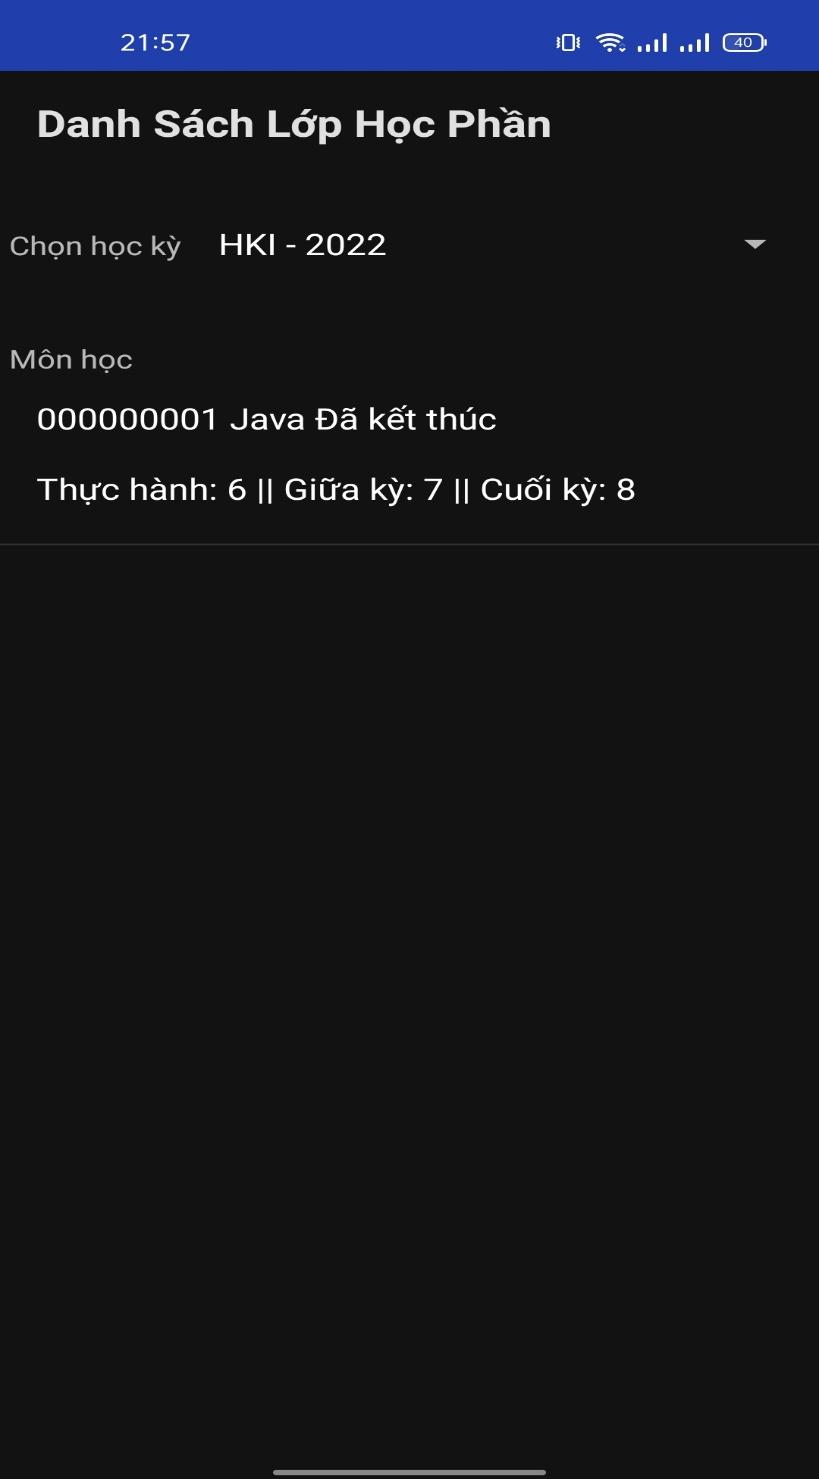 21:57
40
Danh Sách Lớp Học Phần
Chọn học kỳ HKI - 2022
Môn học
000000001 Java Đã kết thúc
Thực hành: 6 || Giữa kỳ: 7 || Cuối kỳ: 8